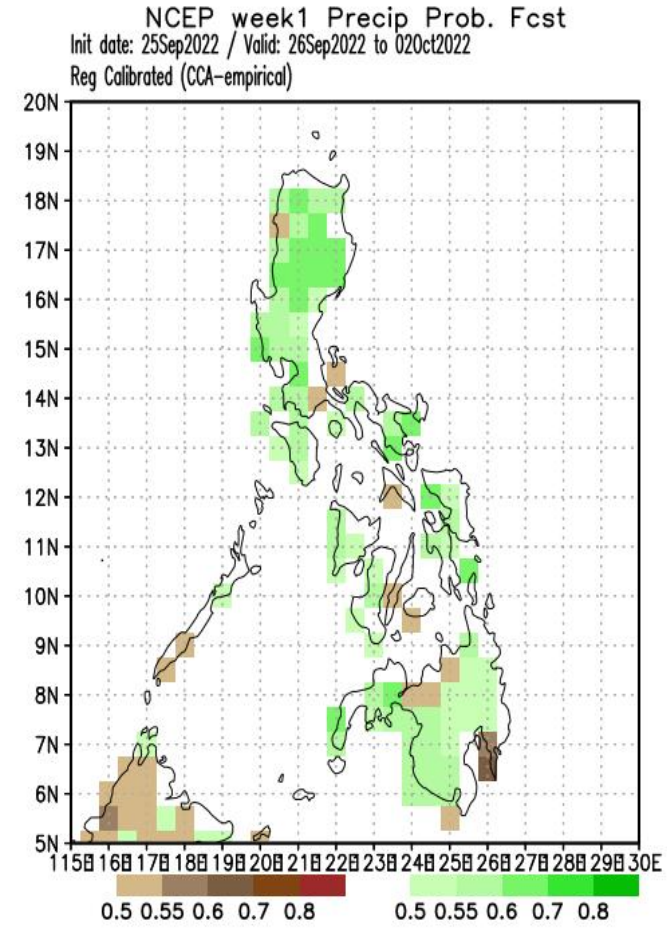 NCEP week1 Precip Prob. Fcst
Init date: 25Sep2022 / Valid: 26Sep2022 to 02Oct2022
Reg Calibrated (CCA-empirical)
20N
19N
18N
17N
16N
15N
14N
13N
12N
11N
10N
9N
8N
7N
6N
5N
115E 116E 117E 118E 119E 120E 121E 122E 123E 124E 125E 126E 127E 128E 129E 130E
0.5 0.55 0.6 0.7 0.8 0.5 0.55 0.6 0.7 0.8